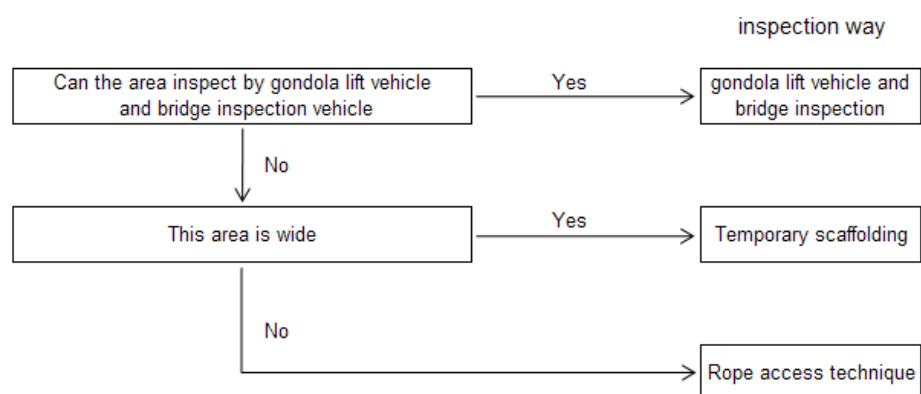 inspection way
Can the area inspect by gondola lift vehicle
and bridge inspection vehicle
Yes
gondola lift vehicle and
bridge inspection
No
This area is wide
Yes
Temporary scaffolding
No
Rope access technique